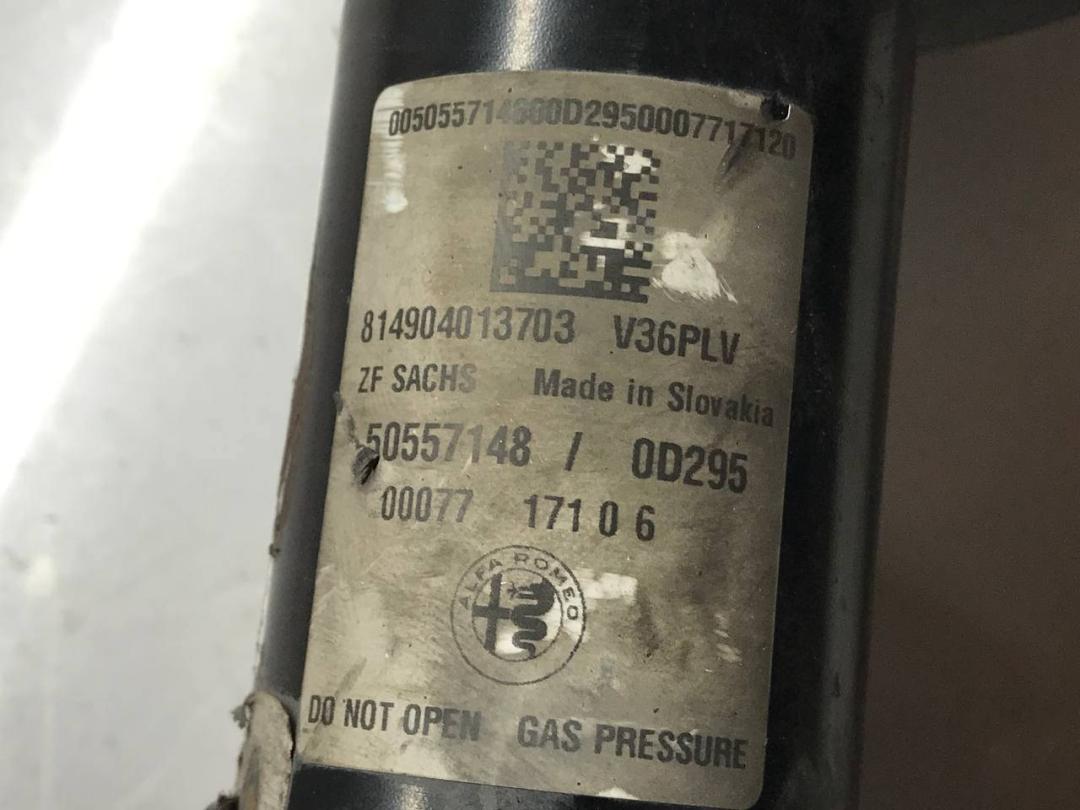 005055714800D2950007717120
814904013703 V36PLV
ZF SACHS Made in Slovakia
50557148 / 0D295
00077 171 0 6
ALFA ROMEO
DO NOT OPEN GAS PRESSURE